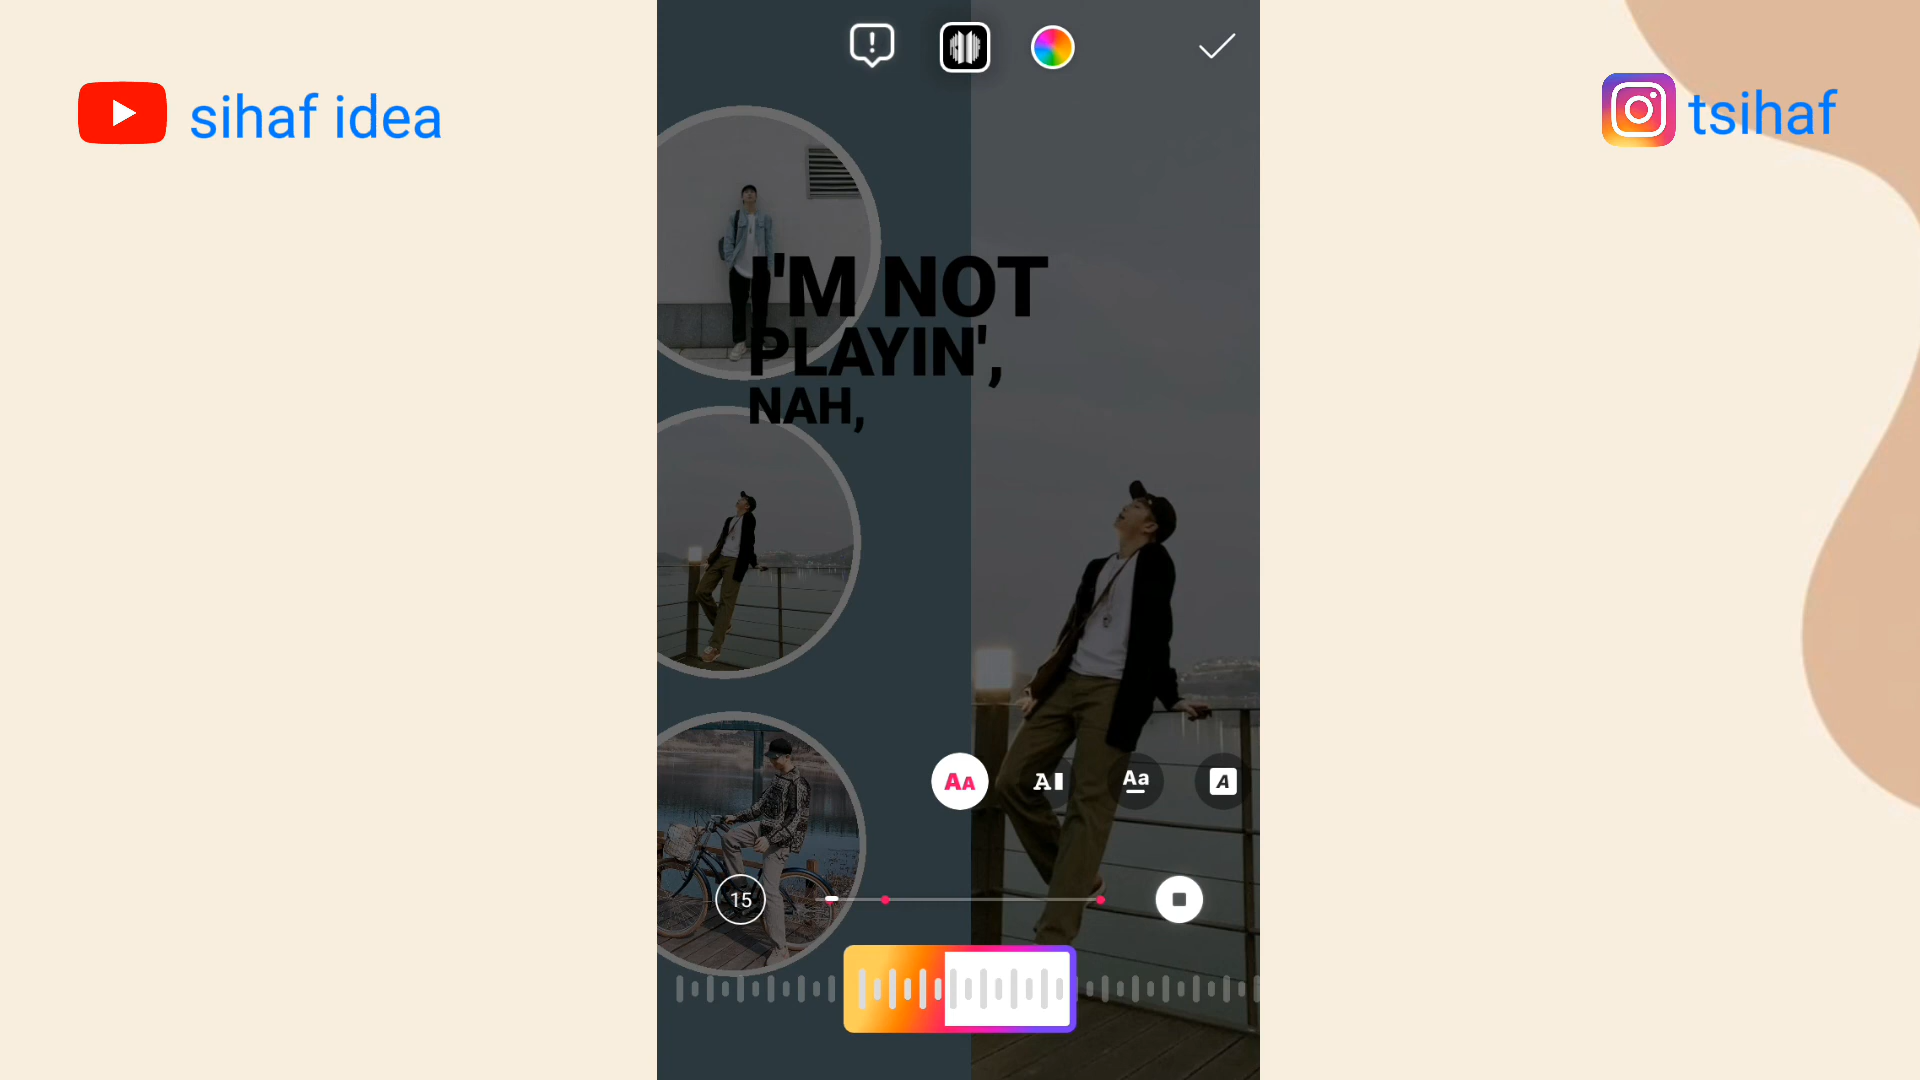 sihaf idea
tsihaf
I'M NOT
PLAYIN',
NAH,
AA
A
Aa
A
15